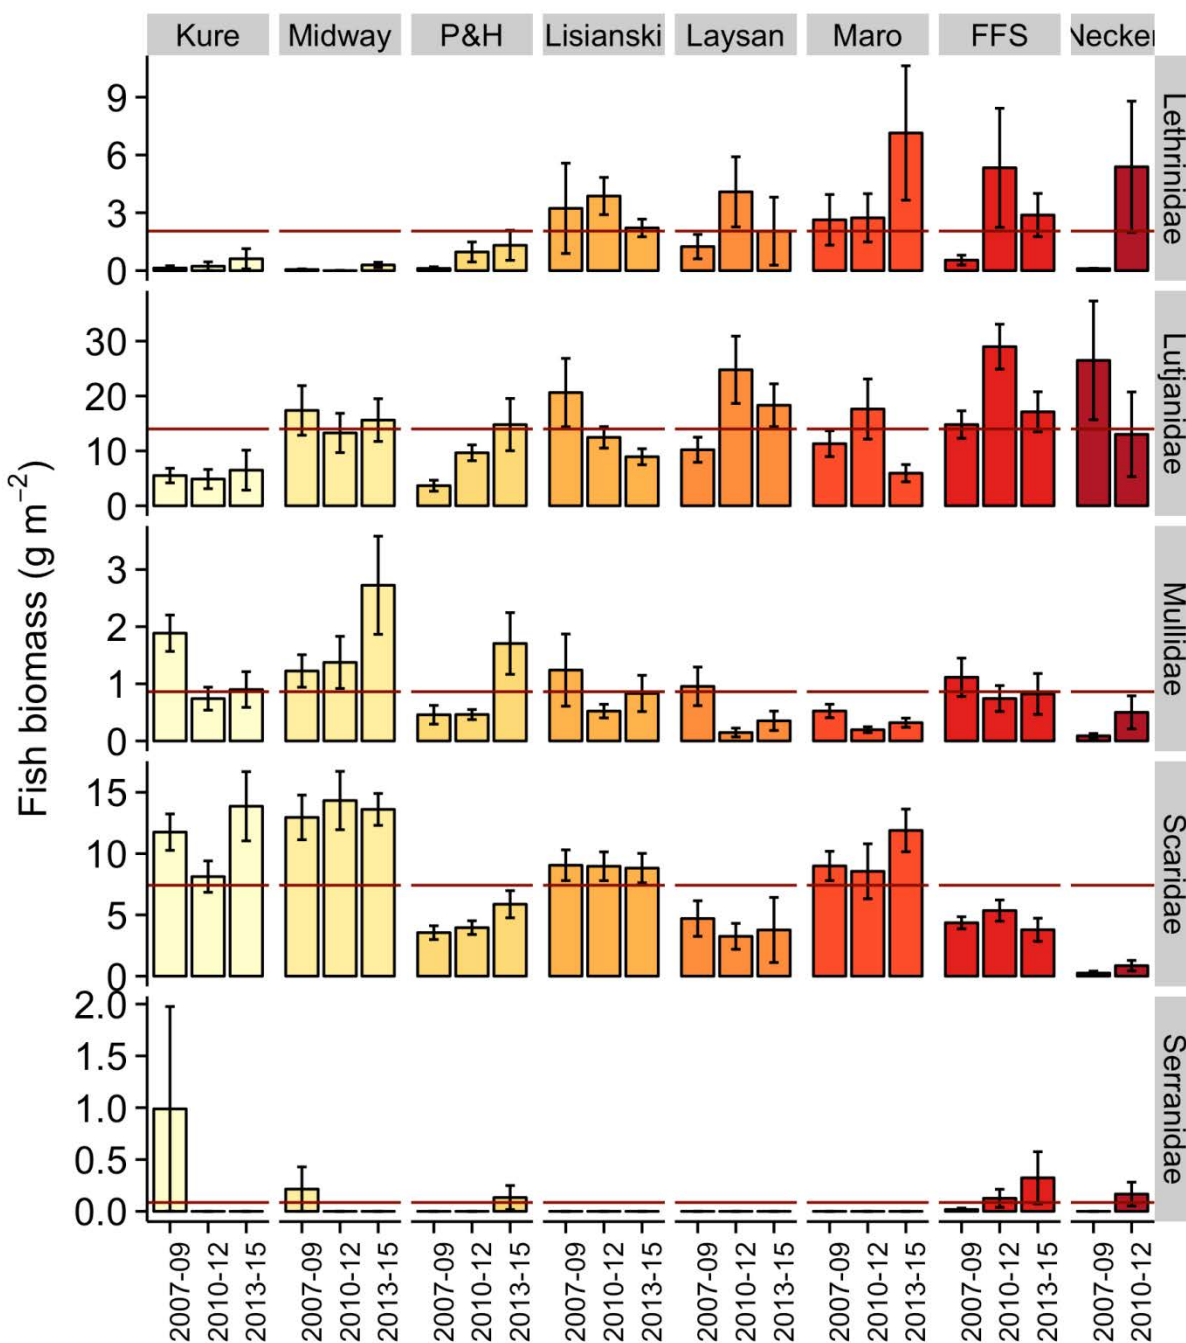 Kure Midway P&H Lisianski Laysan Maro FFS Necker
Fish biomass (g m−2)
9
6
3
0
Lethrinidae
30
20
10
0
Lutjanidae
3
2
1
0
Mullidae
15
10
5
0
Scaridae
2.0
1.5
1.0
0.5
0.0
Serranidae
2007-09 2010-12 2013-15 2007-09 2010-12 2013-15 2007-09 2010-12 2013-15 2007-09 2010-12 2013-15 2007-09 2010-12 2013-15 2007-09 2010-12 2013-15 2007-09 2010-12 2013-15 2007-09 2010-12